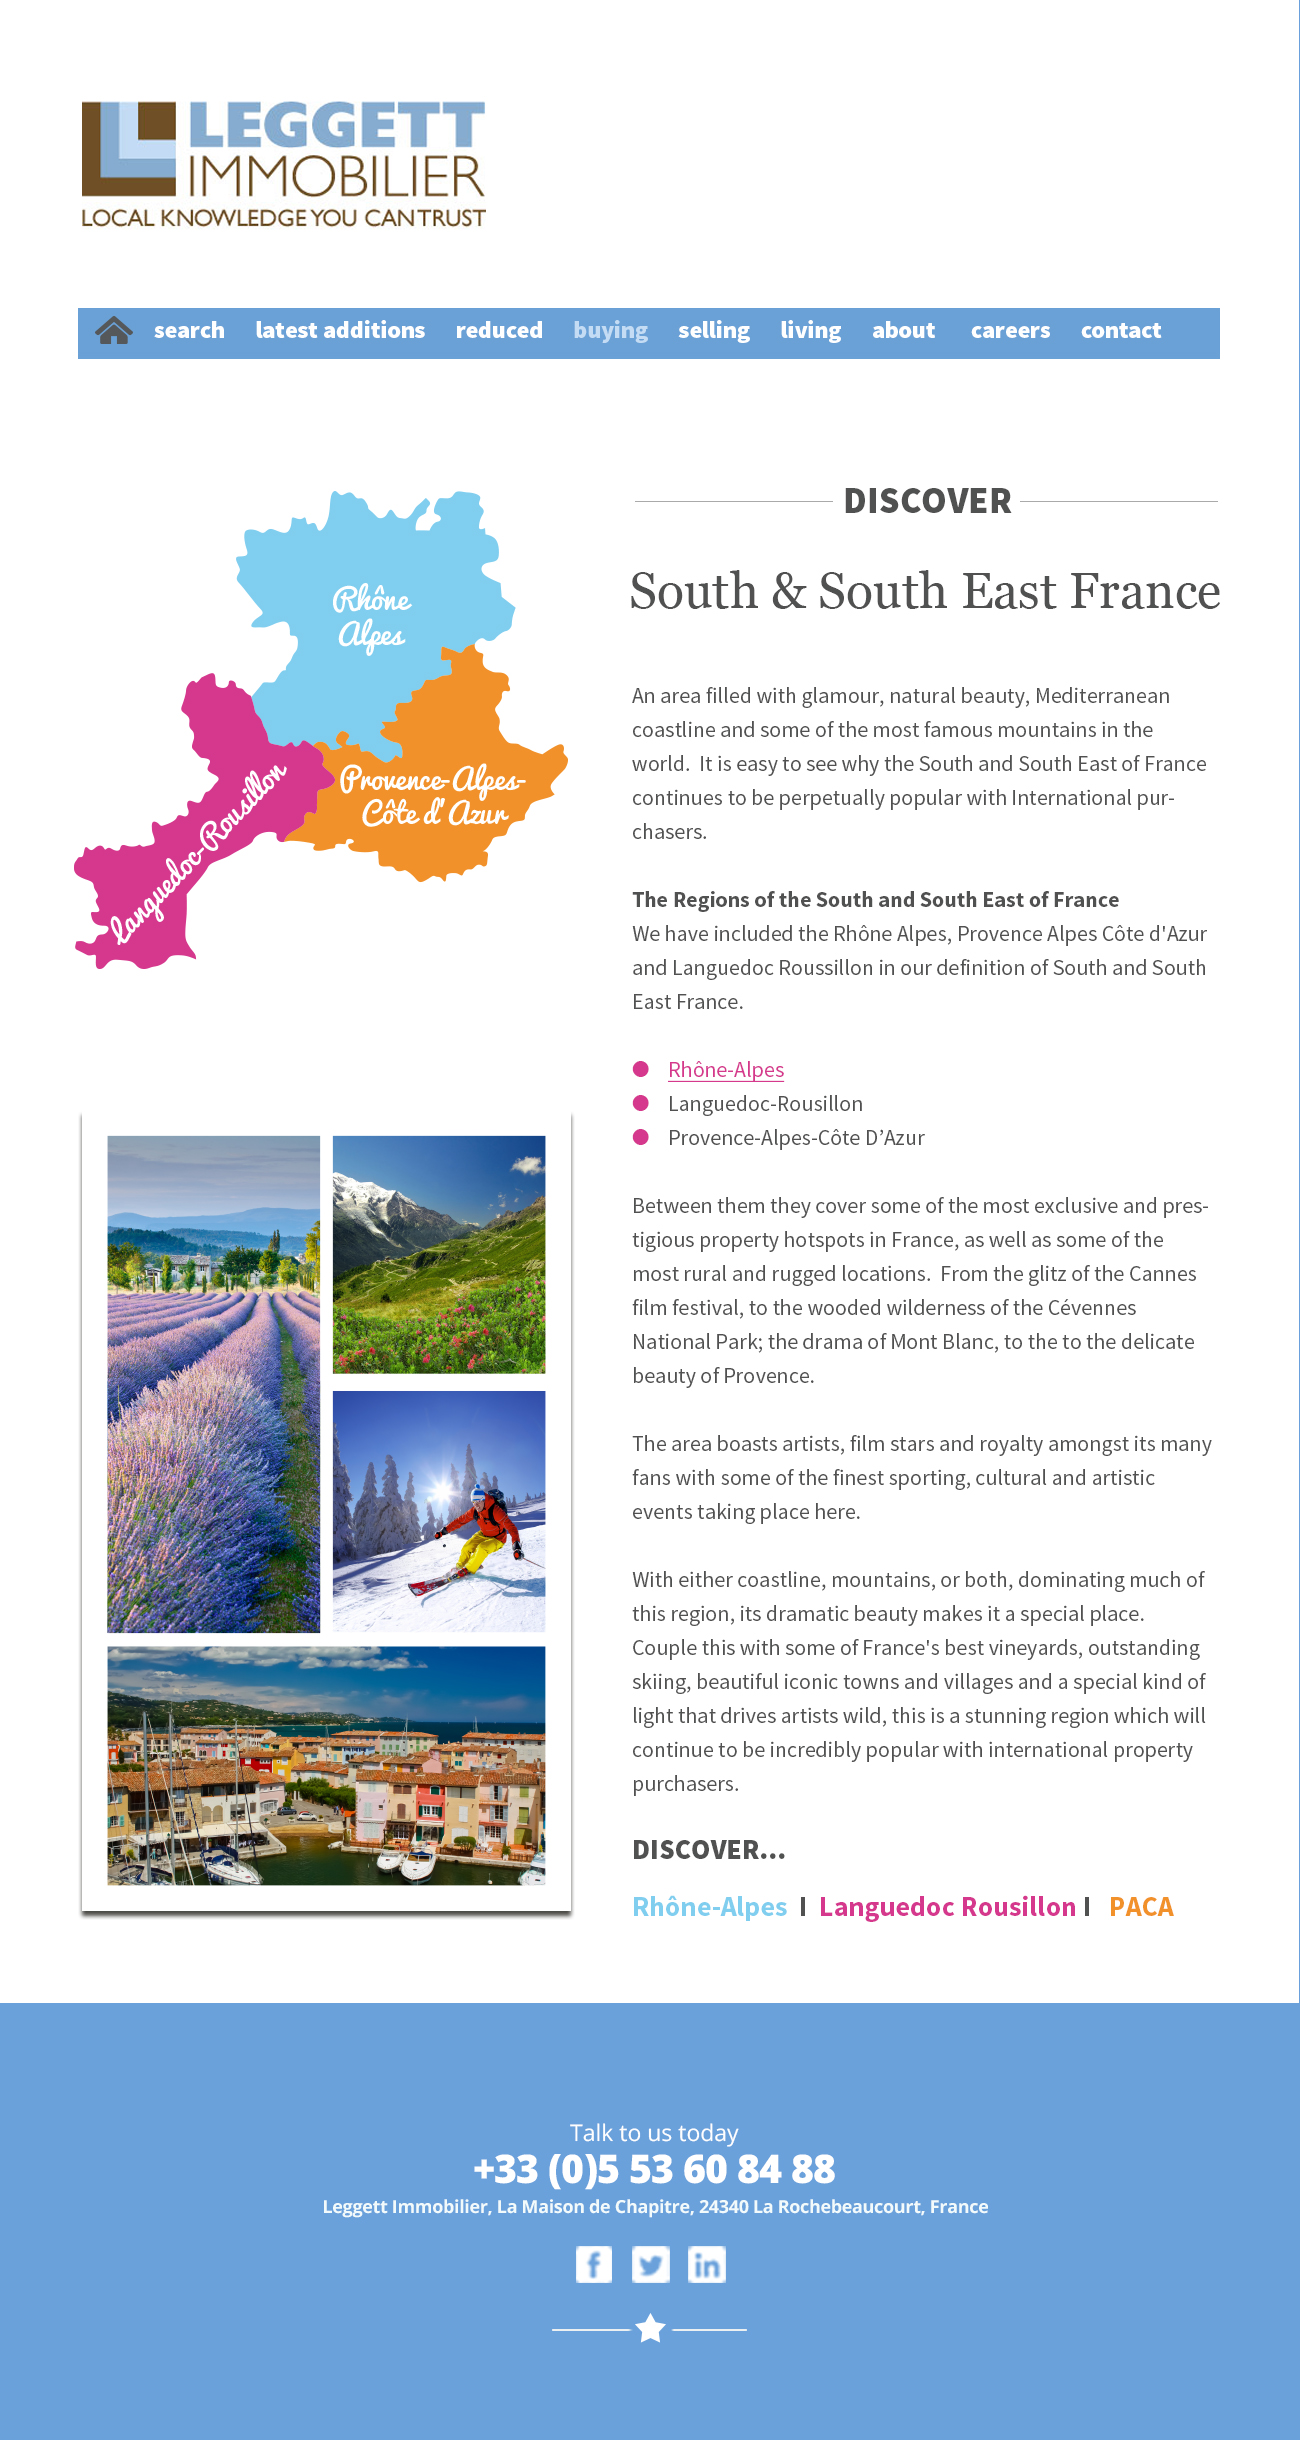 LEGGETT
IMMOBILIER
LOCAL KNOWLEDGE YOU CAN TRUST
search latest additions reduced buying selling living about careers contact
Rhône
Alpes
Provence-Alpes-
Côte d'Azur
Languedoc-Rousillon
DISCOVER
South & South East France
An area filled with glamour, natural beauty, Mediterranean
coastline and some of the most famous mountains in the
world.  It is easy to see why the South and South East of France
continues to be perpetually popular with International pur-
chasers.
The Regions of the South and South East of France
We have included the Rhône Alpes, Provence Alpes Côte d'Azur
and Languedoc Roussillon in our definition of South and South
East France.
● Rhône-Alpes
● Languedoc-Rousillon
● Provence-Alpes-Côte D’Azur
Between them they cover some of the most exclusive and pres-
tigious property hotspots in France, as well as some of the
most rural and rugged locations.  From the glitz of the Cannes
film festival, to the wooded wilderness of the Cévennes
National Park; the drama of Mont Blanc, to the to the delicate
beauty of Provence.
The area boasts artists, film stars and royalty amongst its many
fans with some of the finest sporting, cultural and artistic
events taking place here.
With either coastline, mountains, or both, dominating much of
this region, its dramatic beauty makes it a special place.
Couple this with some of France's best vineyards, outstanding
skiing, beautiful iconic towns and villages and a special kind of
light that drives artists wild, this is a stunning region which will
continue to be incredibly popular with international property
purchasers.
DISCOVER...
Rhône-Alpes I Languedoc Rousillon I PACA
Talk to us today
+33 (0)5 53 60 84 88
Leggett Immobilier, La Maison de Chapitre, 24340 La Rochebeaucourt, France
f in